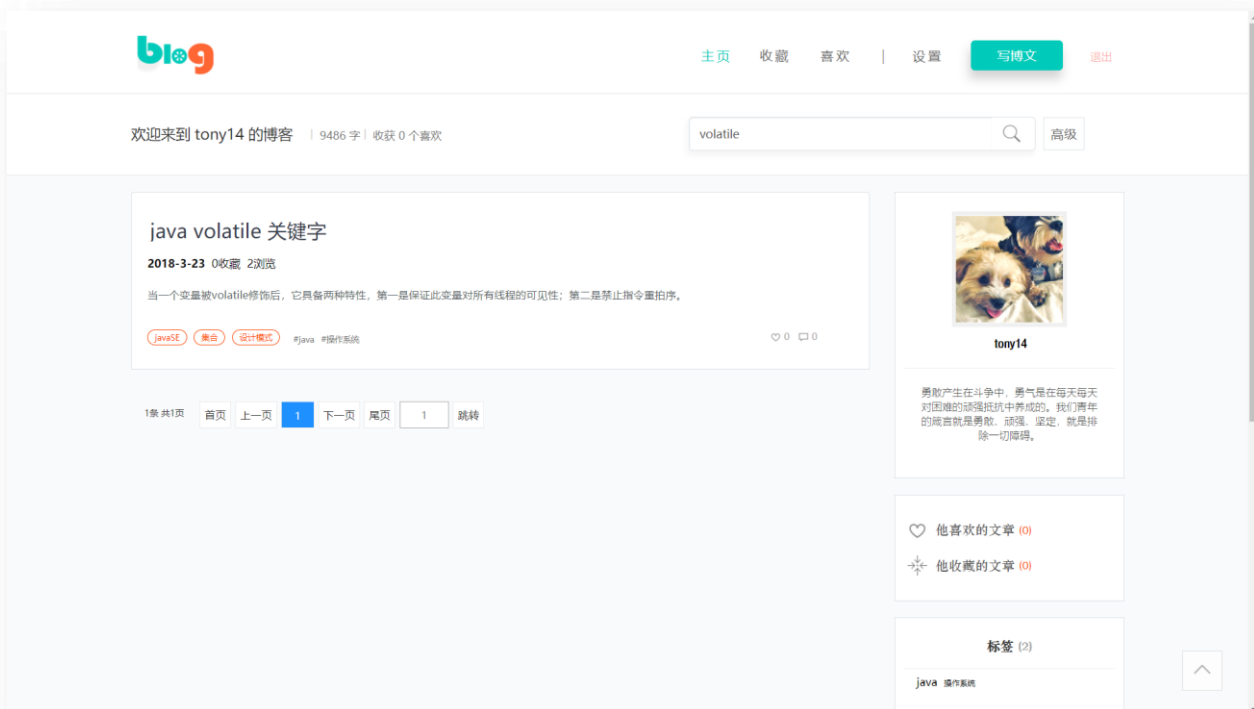 blog
主页 收藏 喜欢 | 设置 写博文 退出
欢迎来到 tony14 的博客 | 9486 字 | 收获 0 个喜欢
volatile 高级
java volatile 关键字
2018-3-23 0收藏 2浏览
当一个变量被volatile修饰后，它具备两种特性，第一是保证此变量对所有线程的可见性；第二是禁止指令重拍序。
javaSE 集合 设计模式 #java #操作系统 0 0
1条 共1页 首页 上一页 1 下一页 尾页 1 跳转
tony14
勇敢产生在斗争中，勇气是在每天每天
对困难的顽强抵抗中养成的。我们青年
的箴言就是勇敢、顽强、坚定，就是排
除一切障碍。
他喜欢的文章 (0)
他收藏的文章 (0)
标签 (2)
java 操作系统